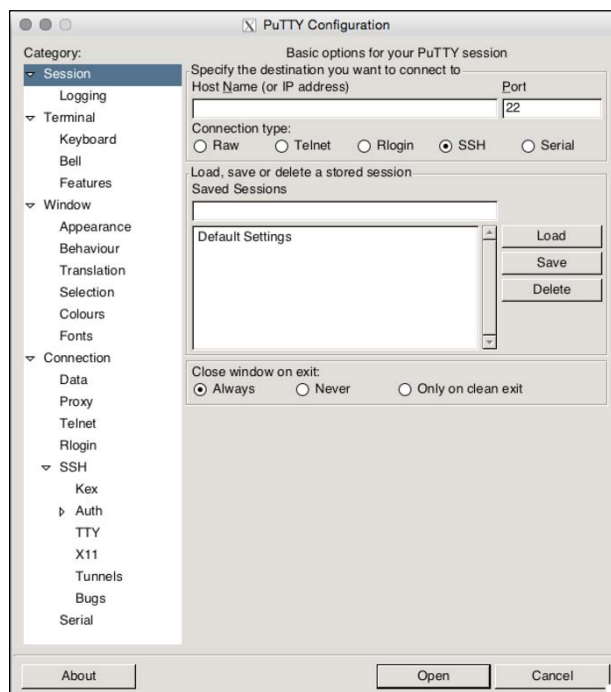 PuTTY Configuration
Category:
Session
Logging
Terminal
Keyboard
Bell
Features
Window
Appearance
Behaviour
Translation
Selection
Colours
Fonts
Connection
Data
Proxy
Telnet
Rlogin
SSH
Kex
Auth
TTY
X11
Tunnels
Bugs
Serial
Basic options for your PuTTY session
Specify the destination you want to connect to
Host Name (or IP address) Port
22
Connection type:
Raw Telnet Rlogin SSH Serial
Load, save or delete a stored session
Saved Sessions
Default Settings
Load
Save
Delete
Close window on exit:
Always Never Only on clean exit
About Open Cancel